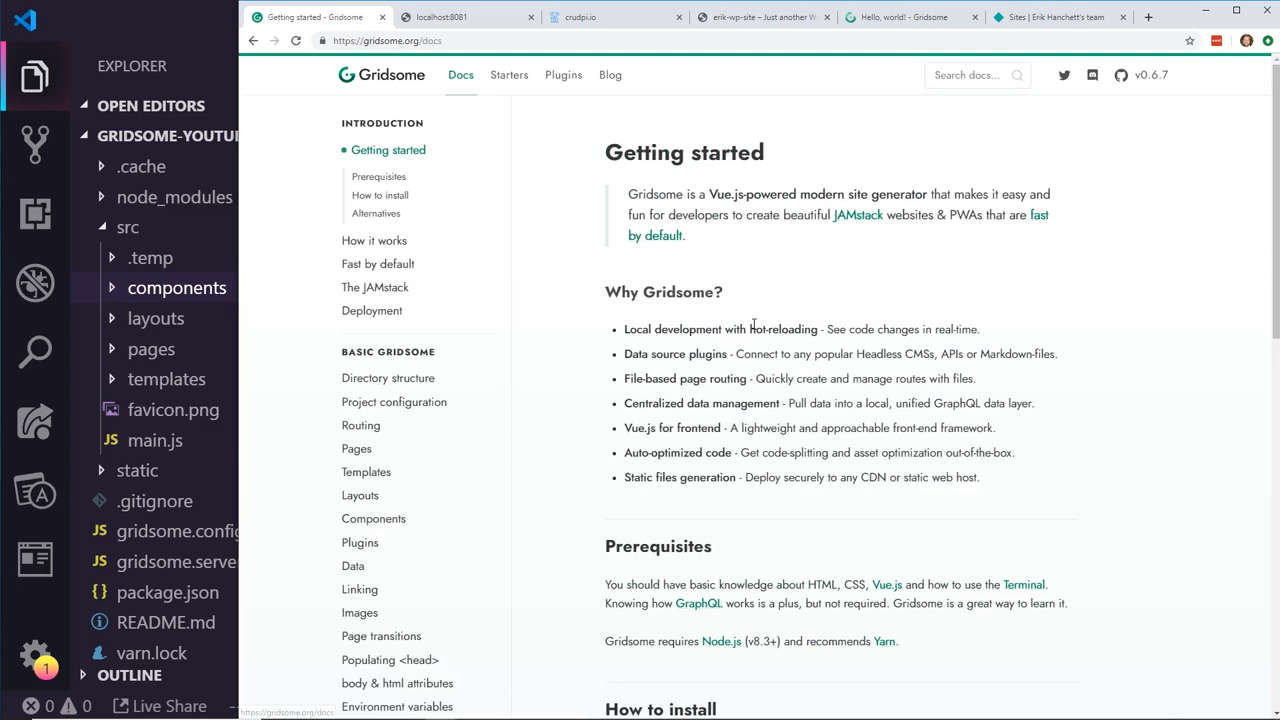 EXPLORER
OPEN EDITORS
GRIDSOME-YOUTU
.cache
node_modules
src
.temp
components
layouts
pages
templates
favicon.png
JS main.js
static
.gitignore
JS gridsome.config
JS gridsome.serve
{ } package.json
README.md
yarn.lock
OUTLINE
1
0 0 Live Share
Getting started - Gridsome
localhost:8081
crudpi.io
erik-wp-site – Just another W
Hello, world! - Gridsome
Sites | Erik Hanchett's team
https://gridsome.org/docs
Gridsome
Docs Starters Plugins Blog
Search docs...
v0.6.7
INTRODUCTION
Getting started
Prerequisites
How to install
Alternatives
How it works
Fast by default
The JAMstack
Deployment
BASIC GRIDSOME
Directory structure
Project configuration
Routing
Pages
Templates
Layouts
Components
Plugins
Data
Linking
Images
Page transitions
Populating <head>
body & html attributes
Environment variables
https://gridsome.org/docs
Getting started
Gridsome is a Vue.js-powered modern site generator that makes it easy and
fun for developers to create beautiful JAMstack websites & PWAs that are fast
by default.
Why Gridsome?
• Local development with hot-reloading - See code changes in real-time.
• Data source plugins - Connect to any popular Headless CMSs, APIs or Markdown-files.
• File-based page routing - Quickly create and manage routes with files.
• Centralized data management - Pull data into a local, unified GraphQL data layer.
• Vue.js for frontend - A lightweight and approachable front-end framework.
• Auto-optimized code - Get code-splitting and asset optimization out-of-the-box.
• Static files generation - Deploy securely to any CDN or static web host.
Prerequisites
You should have basic knowledge about HTML, CSS, Vue.js and how to use the Terminal.
Knowing how GraphQL works is a plus, but not required. Gridsome is a great way to learn it.
Gridsome requires Node.js (v8.3+) and recommends Yarn.
How to install